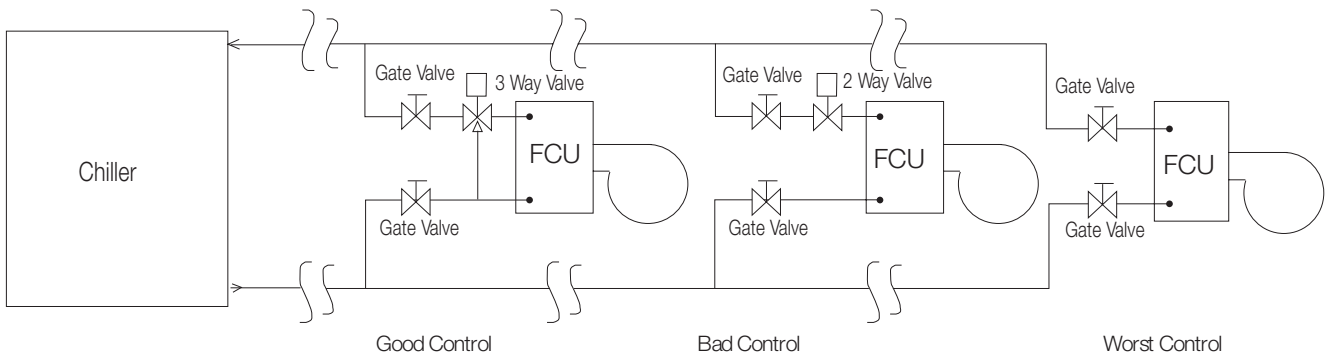 Chiller
Gate Valve
3 Way Valve
FCU
Gate Valve
Gate Valve
2 Way Valve
FCU
Gate Valve
Gate Valve
FCU
Gate Valve
Good Control
Bad Control
Worst Control